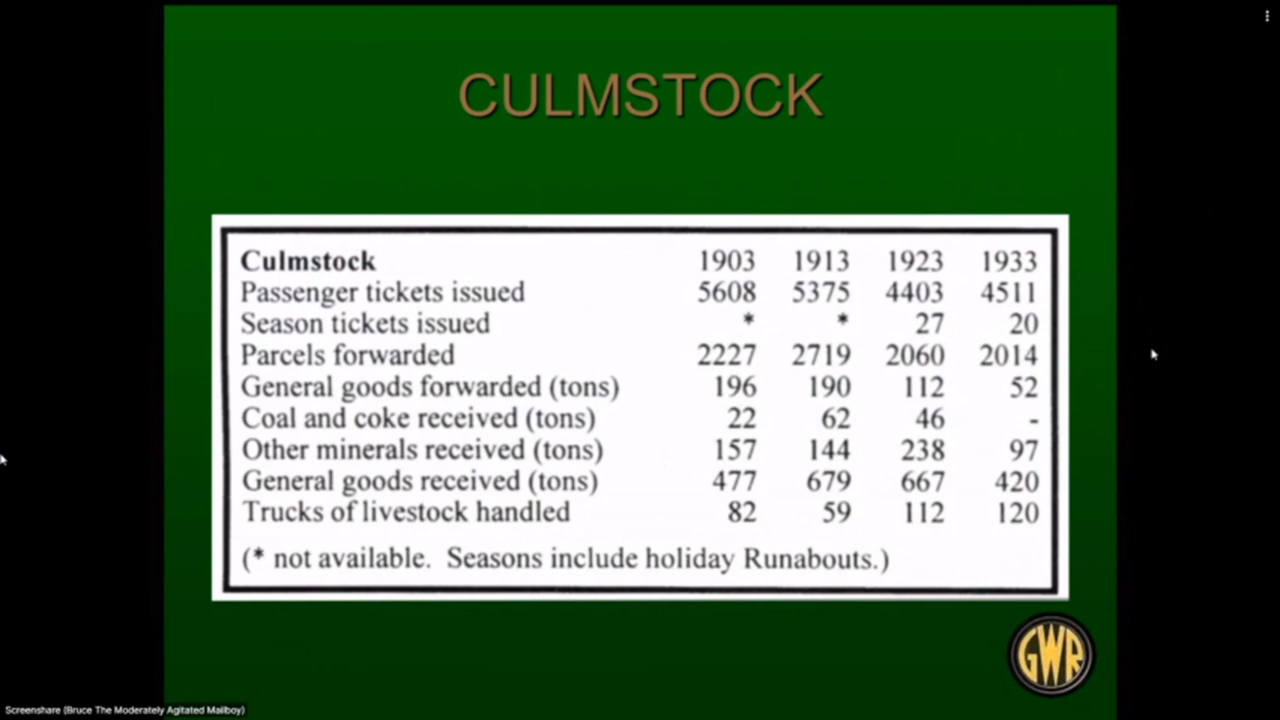 CULMSTOCK
Culmstock 1903 1913 1923 1933
Passenger tickets issued 5608 5375 4403 4511
Season tickets issued * * 27 20
Parcels forwarded 2227 2719 2060 2014
General goods forwarded (tons) 196 190 112 52
Coal and coke received (tons) 22 62 46 -
Other minerals received (tons) 157 144 238 97
General goods received (tons) 477 679 667 420
Trucks of livestock handled 82 59 112 120
(* not available. Seasons include holiday Runabouts.)
GWR
Screenshare (Bruce The Moderately Agitated Mailboy)